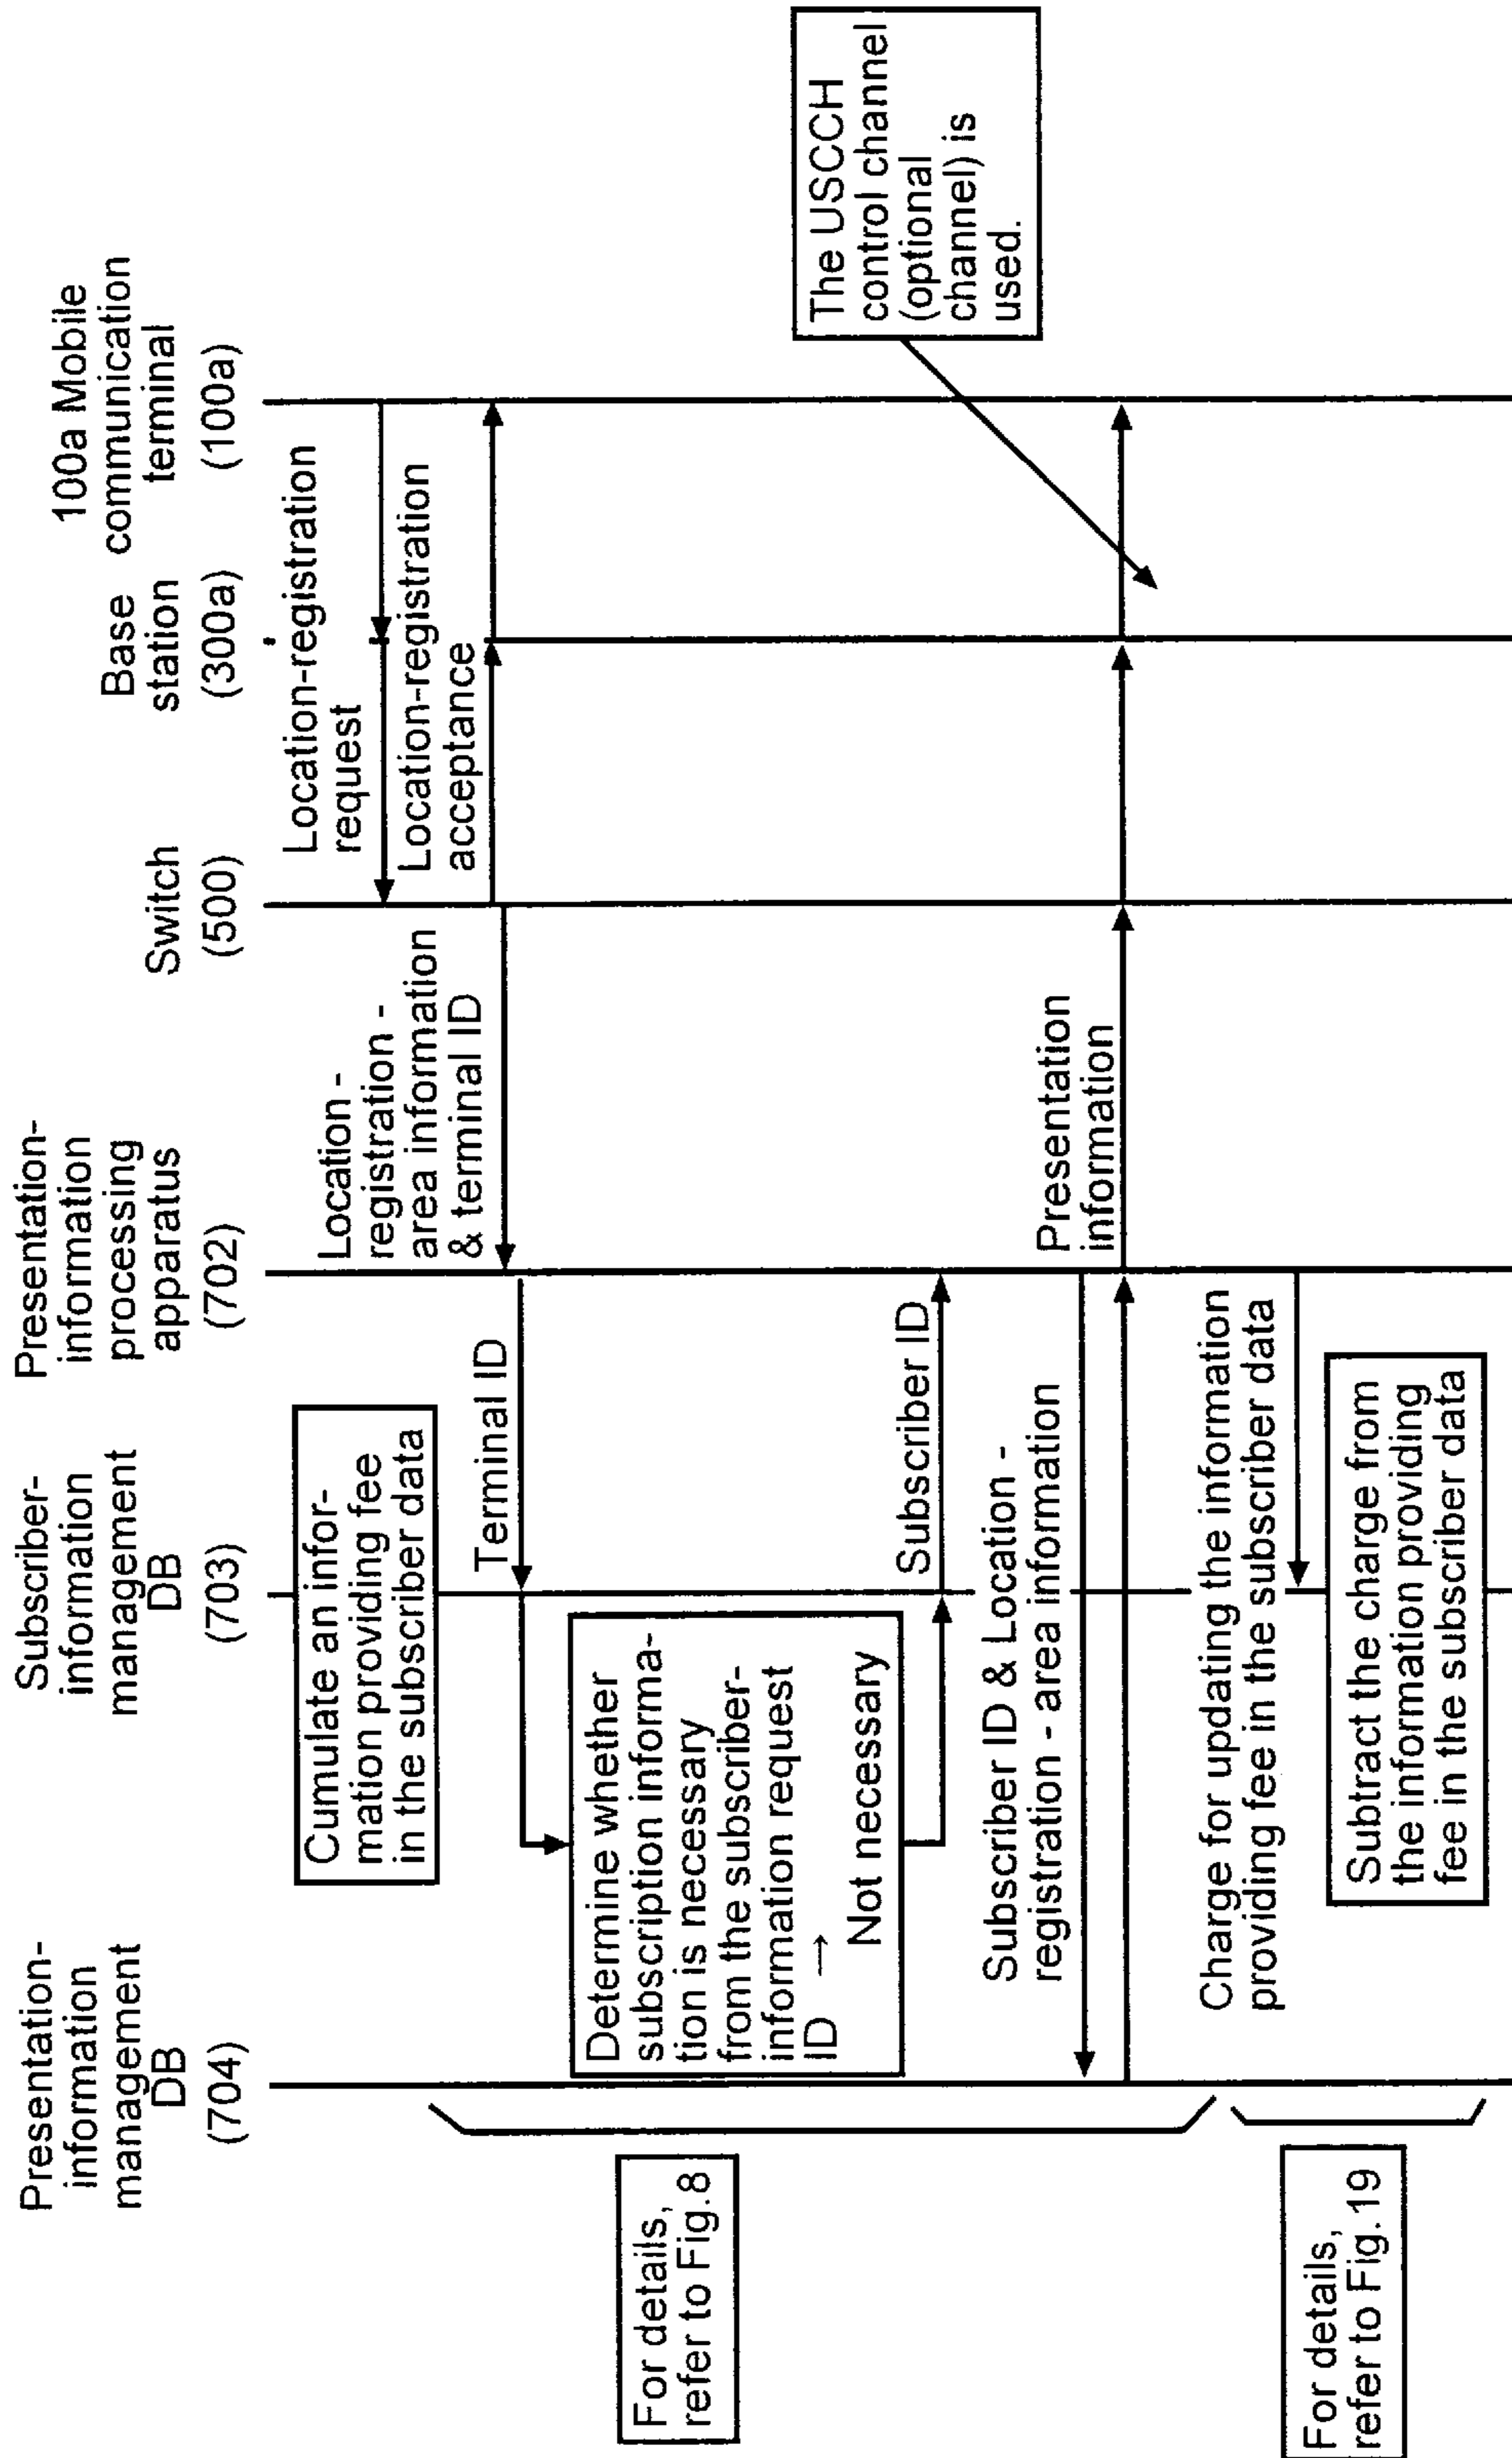 Presentation-
information
management
DB
(704)
Subscriber-
information
management
DB
(703)
Presentation-
information
processing
apparatus
(702)
Switch
(500)
Base
station
(300a)
100a Mobile
communication
terminal
(100a)
Cumulate an infor-
mation providing fee
in the subscriber data
Location-registration
request
Location-registration
acceptance
Location -
registration -
area information
& terminal ID
Terminal ID
Determine whether
subscription informa-
tion is necessary
from the subscriber-
information request
ID →
Not necessary
Subscriber ID
Subscriber ID & Location -
registration - area information
Presentation
information
The USCCH
control channel
(optional
channel) is
used.
Charge for updating the information
providing fee in the subscriber data
Subtract the charge from
the information providing
fee in the subscriber data
For details,
refer to Fig.8
For details,
refer to Fig.19